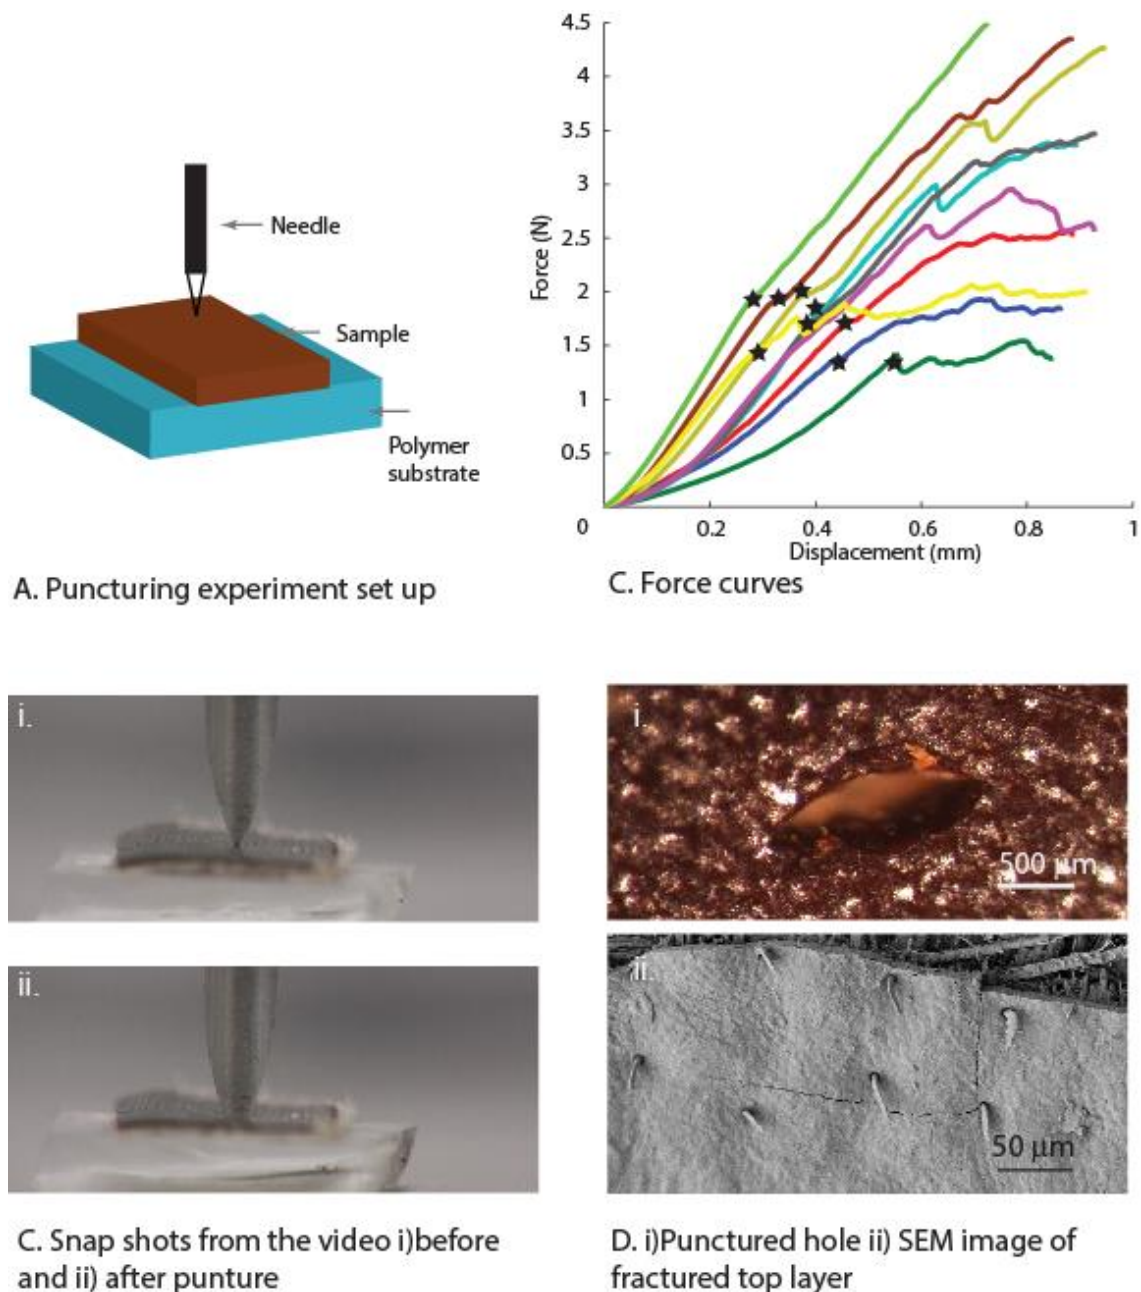 Needle
Sample
Polymer
substrate
A. Puncturing experiment set up
4.5
4
3.5
3
2.5
2
1.5
1
0.5
0
0.2
0.4
0.6
0.8
1
Force (N)
Displacement (mm)
C. Force curves
i.
ii.
C. Snap shots from the video i)before
and ii) after punture
i.
500 μm
ii.
50 μm
D. i)Punctured hole ii) SEM image of
fractured top layer